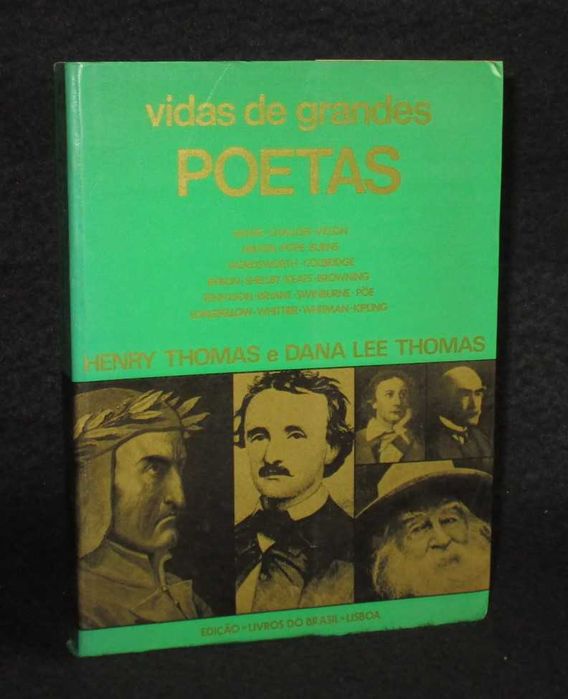 vidas de grandes
POETAS
DANTE · CHAUCER · VILLON
MILTON · POPE · BURNS
WORDSWORTH · COLERIDGE
BYRON · SHELLEY · KEATS · BROWNING
TENNYSON · BRYANT · SWINBURNE · POE
LONGFELLOW · WHITTIER · WHITMAN · KIPLING
HENRY THOMAS e DANA LEE THOMAS
EDIÇÃO · LIVROS DO BRASIL · LISBOA